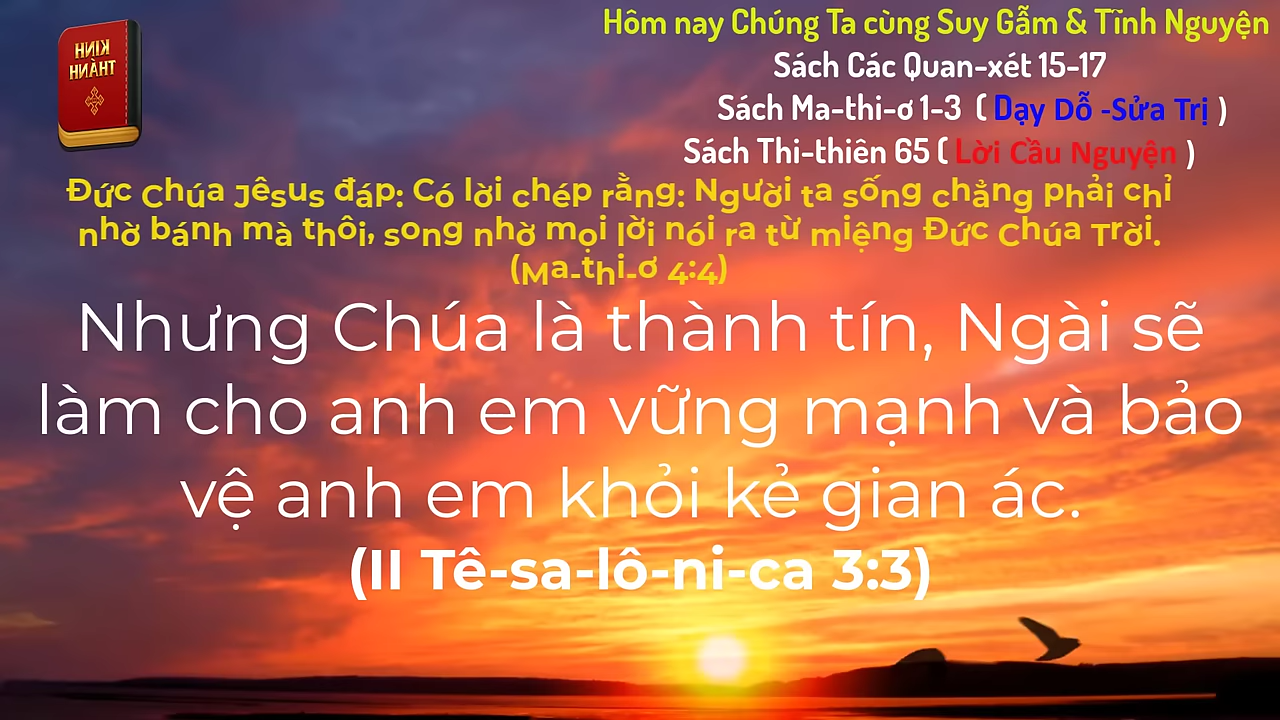 KINH
THÁNH
Hôm nay Chúng Ta cùng Suy Gẫm & Tĩnh Nguyện
Sách Các Quan-xét 15-17
Sách Ma-thi-ơ 1-3 ( Dạy Dỗ -Sửa Trị )
Sách Thi-thiên 65 ( Lời Cầu Nguyện )
Đức Chúa Jêsus đáp: Có lời chép rằng: Người ta sống chẳng phải chỉ
nhờ bánh mà thôi, song nhờ mọi lời nói ra từ miệng Đức Chúa Trời.
(Ma-thi-ơ 4:4)
Nhưng Chúa là thành tín, Ngài sẽ
làm cho anh em vững mạnh và bảo
vệ anh em khỏi kẻ gian ác.
(II Tê-sa-lô-ni-ca 3:3)